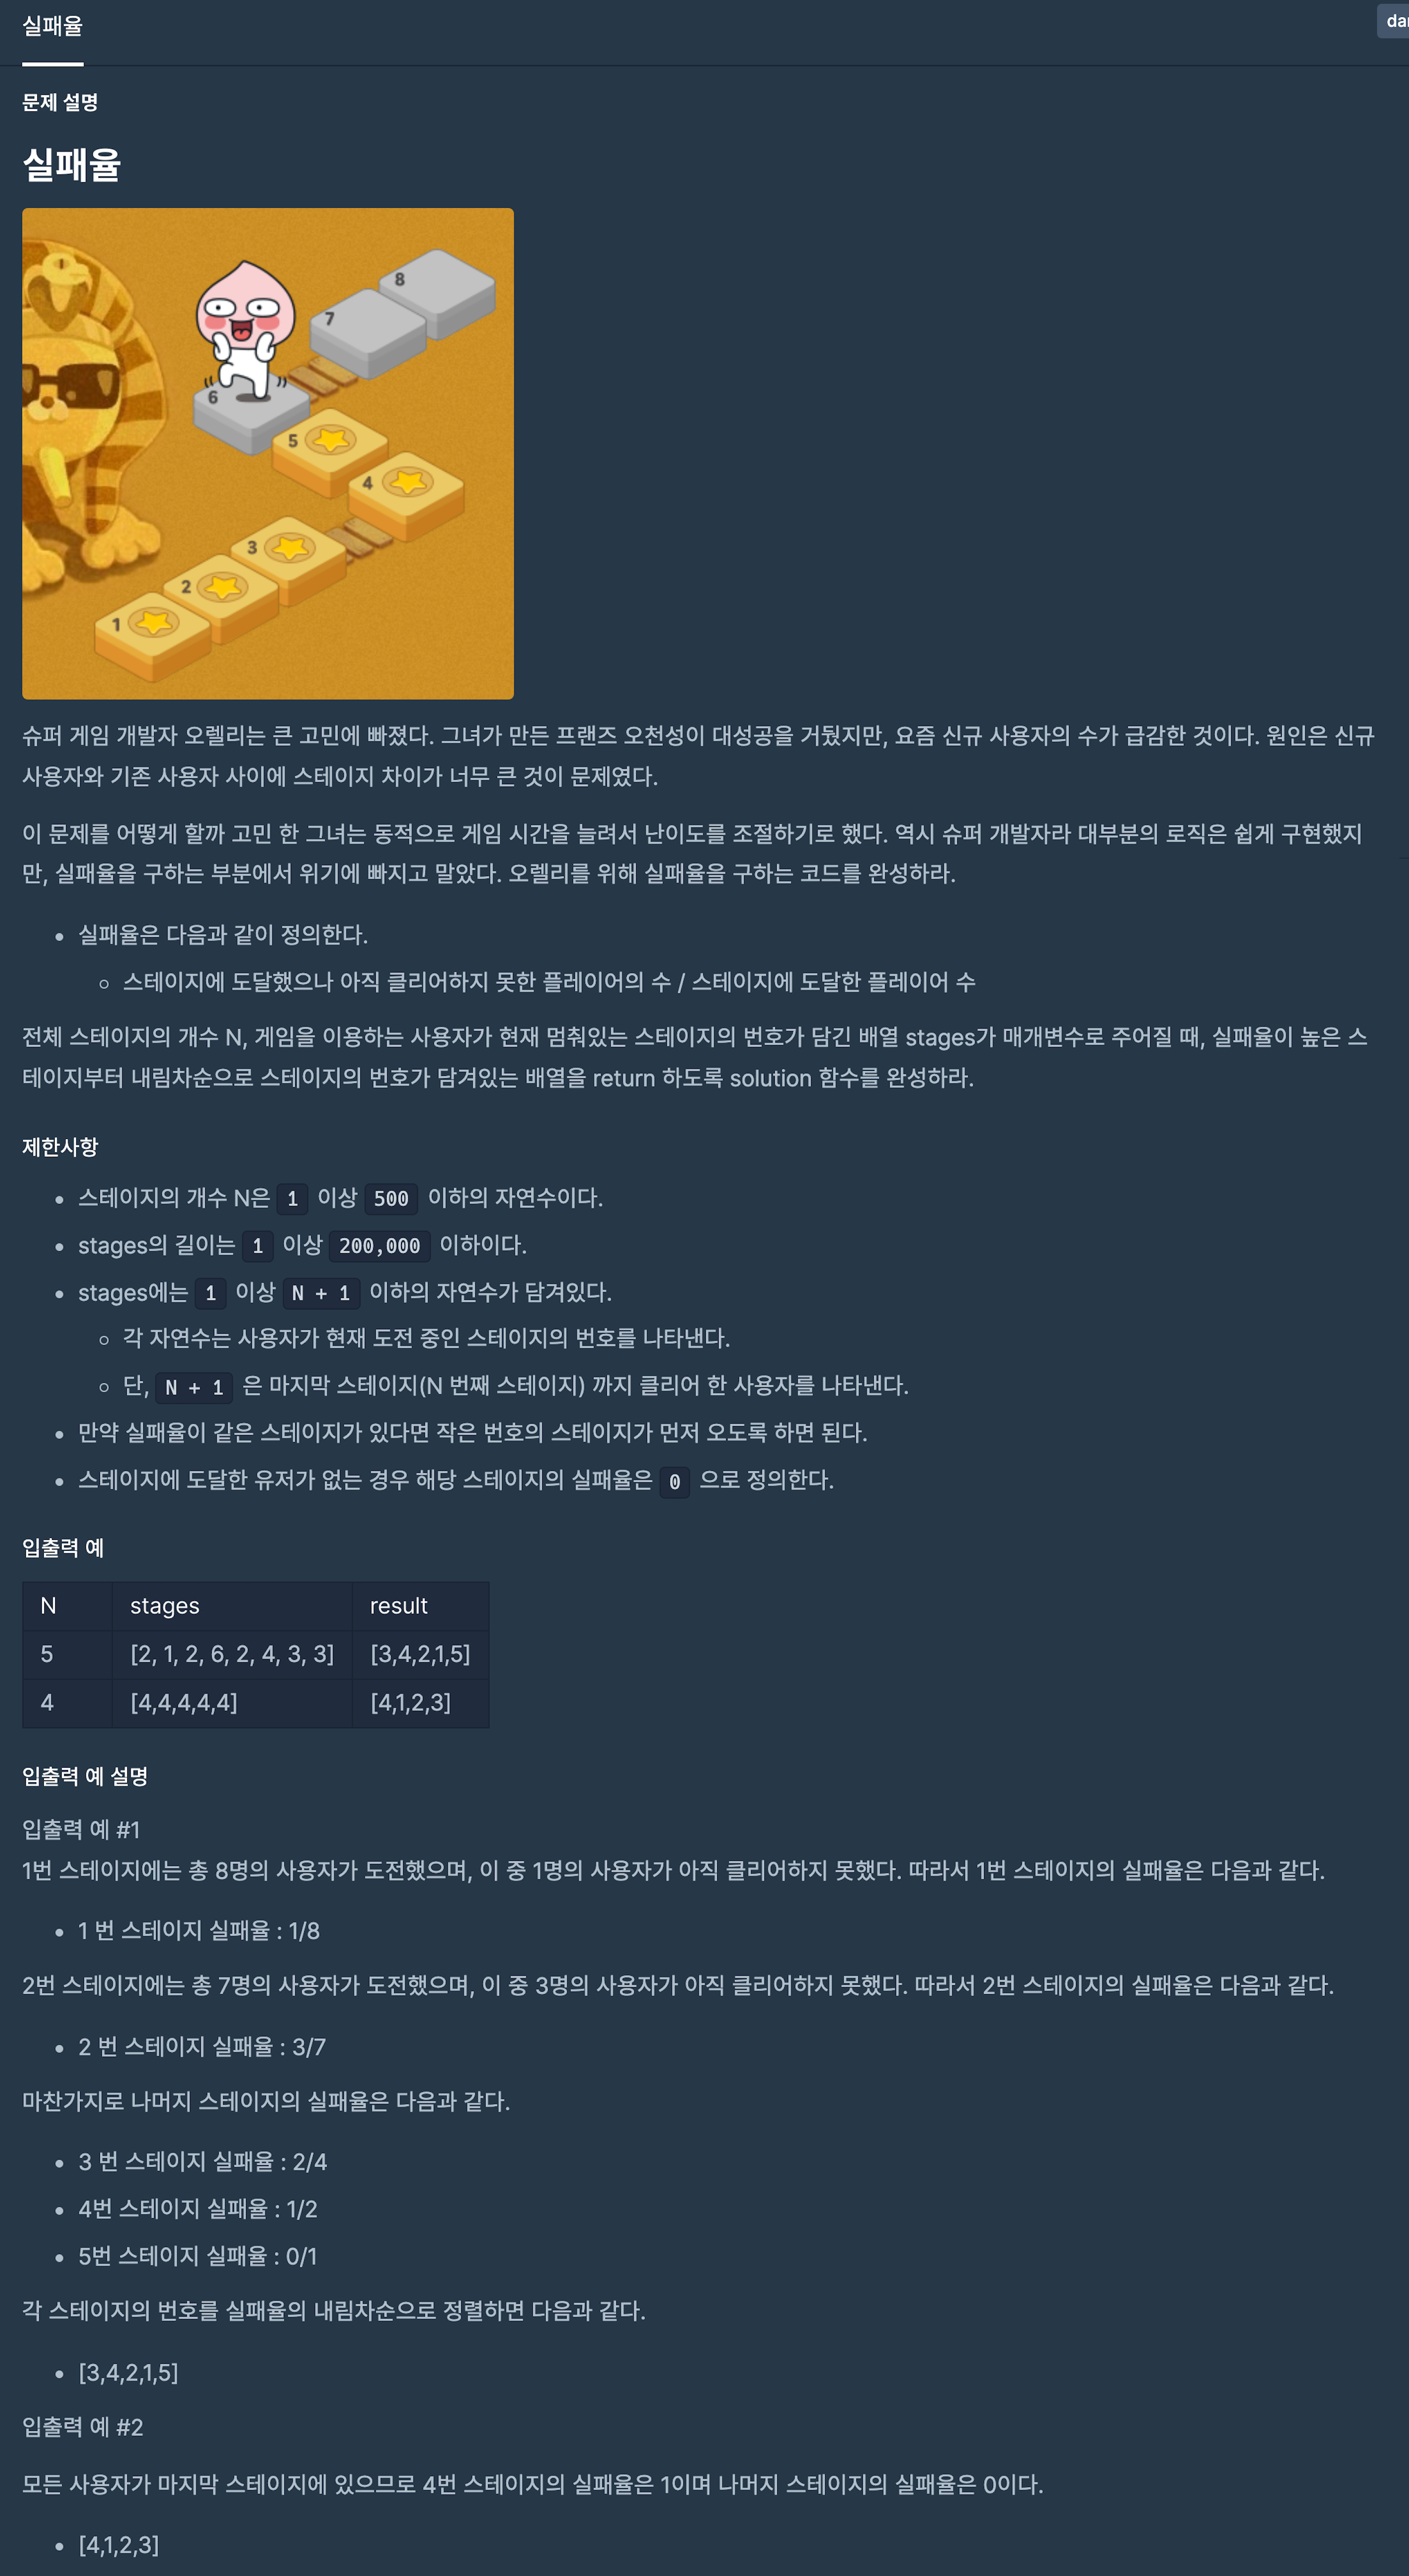 실패율
문제 설명
실패율
8
7
6
5
4
3
2
1
슈퍼 게임 개발자 오렐리는 큰 고민에 빠졌다. 그녀가 만든 프랜즈 오천성이 대성공을 거뒀지만, 요즘 신규 사용자의 수가 급감한 것이다. 원인은 신규
사용자와 기존 사용자 사이에 스테이지 차이가 너무 큰 것이 문제였다.
이 문제를 어떻게 할까 고민 한 그녀는 동적으로 게임 시간을 늘려서 난이도를 조절하기로 했다. 역시 슈퍼 개발자라 대부분의 로직은 쉽게 구현했지
만, 실패율을 구하는 부분에서 위기에 빠지고 말았다. 오렐리를 위해 실패율을 구하는 코드를 완성하라.
• 실패율은 다음과 같이 정의한다.
◦ 스테이지에 도달했으나 아직 클리어하지 못한 플레이어의 수 / 스테이지에 도달한 플레이어 수
전체 스테이지의 개수 N, 게임을 이용하는 사용자가 현재 멈춰있는 스테이지의 번호가 담긴 배열 stages가 매개변수로 주어질 때, 실패율이 높은 스
테이지부터 내림차순으로 스테이지의 번호가 담겨있는 배열을 return 하도록 solution 함수를 완성하라.
제한사항
• 스테이지의 개수 N은 1 이상 500 이하의 자연수이다.
• stages의 길이는 1 이상 200,000 이하이다.
• stages에는 1 이상 N + 1 이하의 자연수가 담겨있다.
◦ 각 자연수는 사용자가 현재 도전 중인 스테이지의 번호를 나타낸다.
◦ 단, N + 1 은 마지막 스테이지(N 번째 스테이지) 까지 클리어 한 사용자를 나타낸다.
• 만약 실패율이 같은 스테이지가 있다면 작은 번호의 스테이지가 먼저 오도록 하면 된다.
• 스테이지에 도달한 유저가 없는 경우 해당 스테이지의 실패율은 0 으로 정의한다.
입출력 예
N stages result
5 [2, 1, 2, 6, 2, 4, 3, 3] [3,4,2,1,5]
4 [4,4,4,4,4] [4,1,2,3]
입출력 예 설명
입출력 예 #1
1번 스테이지에는 총 8명의 사용자가 도전했으며, 이 중 1명의 사용자가 아직 클리어하지 못했다. 따라서 1번 스테이지의 실패율은 다음과 같다.
• 1 번 스테이지 실패율 : 1/8
2번 스테이지에는 총 7명의 사용자가 도전했으며, 이 중 3명의 사용자가 아직 클리어하지 못했다. 따라서 2번 스테이지의 실패율은 다음과 같다.
• 2 번 스테이지 실패율 : 3/7
마찬가지로 나머지 스테이지의 실패율은 다음과 같다.
• 3 번 스테이지 실패율 : 2/4
• 4번 스테이지 실패율 : 1/2
• 5번 스테이지 실패율 : 0/1
각 스테이지의 번호를 실패율의 내림차순으로 정렬하면 다음과 같다.
• [3,4,2,1,5]
입출력 예 #2
모든 사용자가 마지막 스테이지에 있으므로 4번 스테이지의 실패율은 1이며 나머지 스테이지의 실패율은 0이다.
• [4,1,2,3]